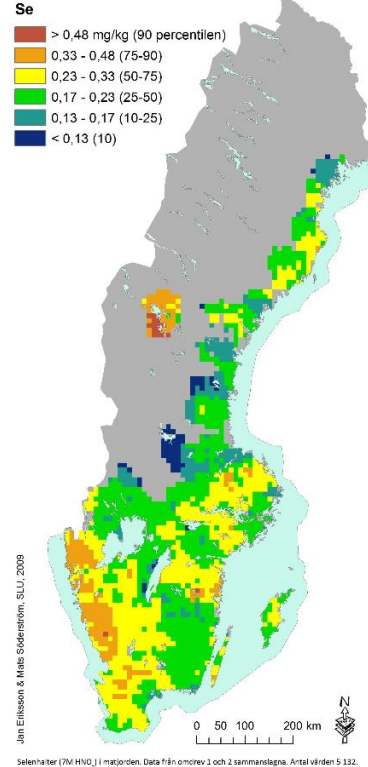 Se
> 0,48 mg/kg (90 percentilen)
0,33 - 0,48 (75-90)
0,23 - 0,33 (50-75)
0,17 - 0,23 (25-50)
0,13 - 0,17 (10-25)
< 0,13 (10)
Jan Eriksson & Mats Söderström, SLU, 2009
N
0 50 100 200 km
Selenhalter (7M HNO3) i matjorden. Data från omdrev 1 och 2 sammanslagna. Antal värden 5 132.